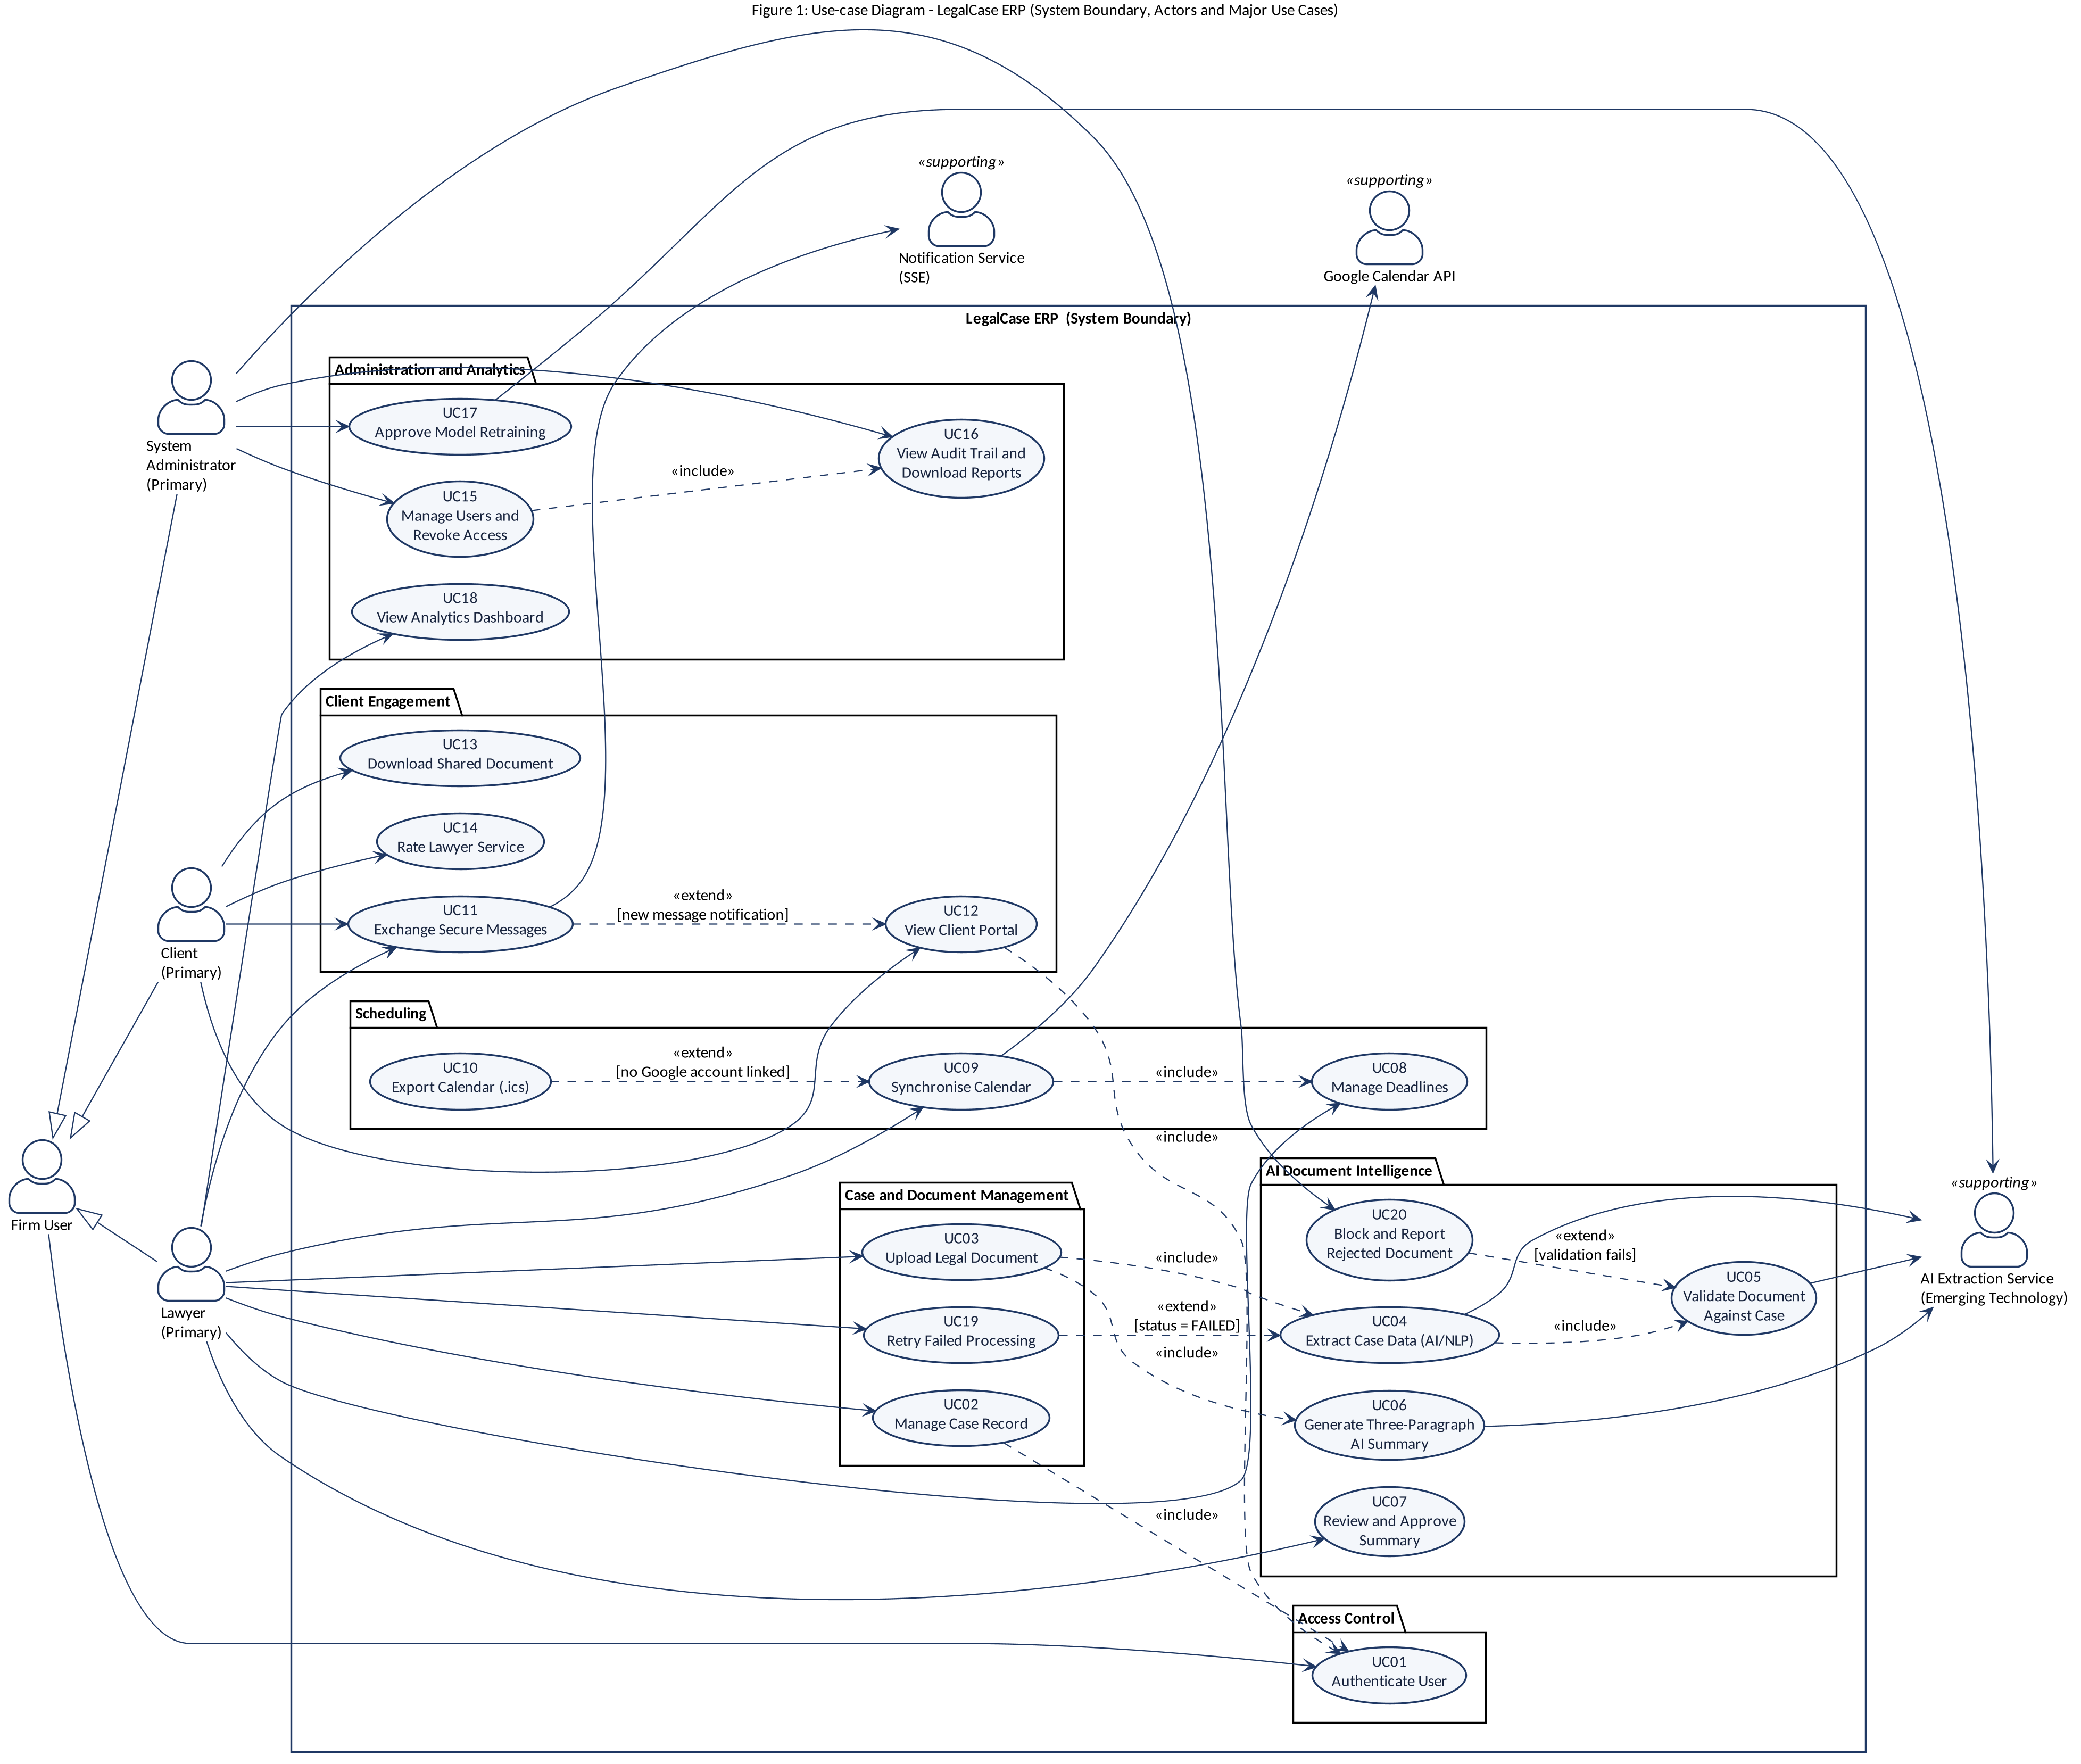 Figure 1: Use-case Diagram - LegalCase ERP (System Boundary, Actors and Major Use Cases)
«supporting»
Notification Service
(SSE)
«supporting»
Google Calendar API
LegalCase ERP  (System Boundary)
System
Administrator
(Primary)
Administration and Analytics
UC17
Approve Model Retraining
UC16
View Audit Trail and
Download Reports
«include»
UC15
Manage Users and
Revoke Access
UC18
View Analytics Dashboard
Client Engagement
UC13
Download Shared Document
UC14
Rate Lawyer Service
Client
(Primary)
UC11
Exchange Secure Messages
«extend»
[new message notification]
UC12
View Client Portal
Scheduling
UC10
Export Calendar (.ics)
«extend»
[no Google account linked]
UC09
Synchronise Calendar
«include»
UC08
Manage Deadlines
«include»
Firm User
Lawyer
(Primary)
Case and Document Management
UC03
Upload Legal Document
«include»
UC19
Retry Failed Processing
«extend»
[status = FAILED]
«include»
UC02
Manage Case Record
«include»
AI Document Intelligence
UC20
Block and Report
Rejected Document
«extend»
[validation fails]
UC05
Validate Document
Against Case
UC04
Extract Case Data (AI/NLP)
«include»
UC06
Generate Three-Paragraph
AI Summary
UC07
Review and Approve
Summary
«supporting»
AI Extraction Service
(Emerging Technology)
Access Control
UC01
Authenticate User